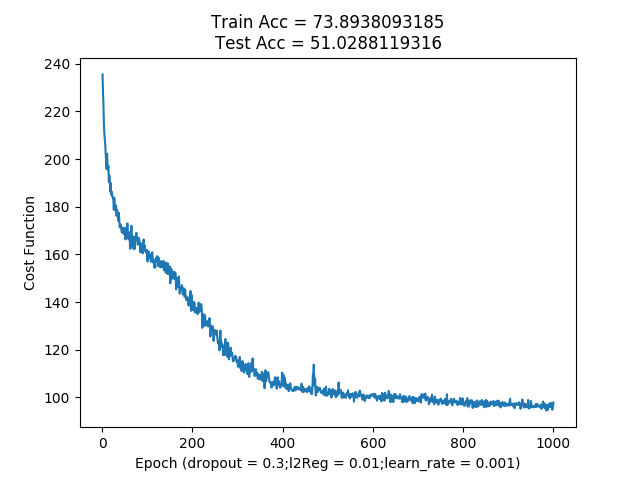 Train Acc = 73.8938093185
Test Acc = 51.0288119316
240
220
200
180
160
140
120
100
Cost Function
0 200 400 600 800 1000
Epoch (dropout = 0.3;l2Reg = 0.01;learn_rate = 0.001)